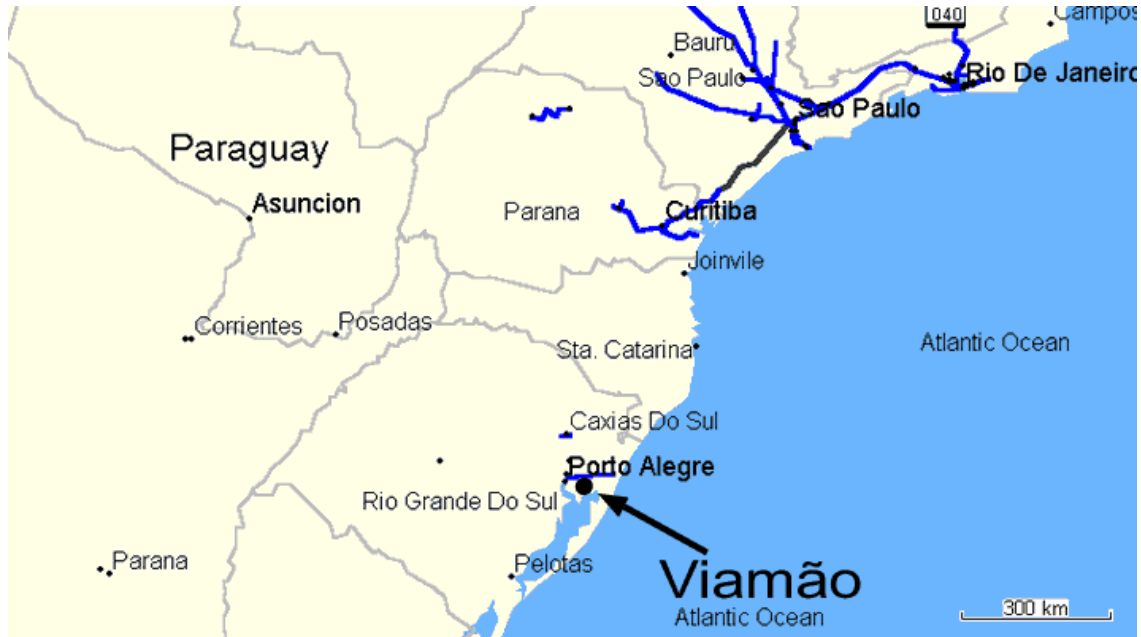 040
Campos
Bauru
Sao Paulo
Rio De Janeiro
Sao Paulo
Paraguay
Asuncion
Parana
Curitiba
Joinvile
Corrientes
Posadas
Sta. Catarina
Atlantic Ocean
Caxias Do Sul
Porto Alegre
Rio Grande Do Sul
Parana
Pelotas
Viamão
Atlantic Ocean
300 km